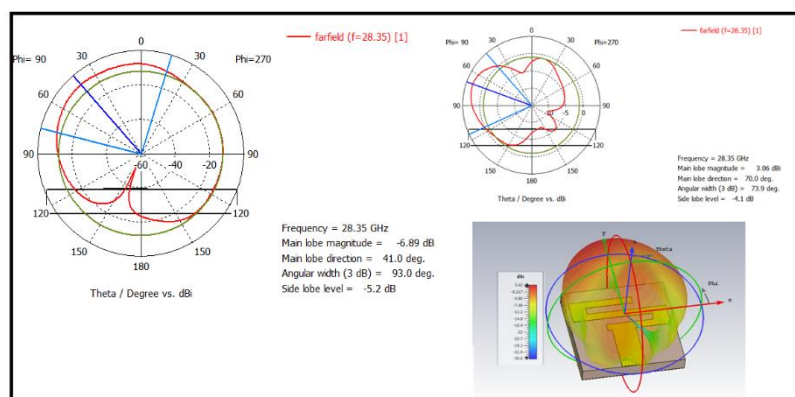 0
30
30
Phi= 90
Phi=270
60
60
90
90
-60
-40
-20
120
120
150
150
180
Theta / Degree vs. dBi
farfield (f=28.35) [1]
Frequency = 28.35 GHz
Main lobe magnitude = -6.89 dB
Main lobe direction = 41.0 deg.
Angular width (3 dB) = 93.0 deg.
Side lobe level = -5.2 dB
0
30
30
Phi= 90
Phi=270
60
60
90
90
-5
0
120
120
150
150
180
Theta / Degree vs. dBi
farfield (f=28.35) [1]
Frequency = 28.35 GHz
Main lobe magnitude = 3.06 dBi
Main lobe direction = 70.0 deg.
Angular width (3 dB) = 73.9 deg.
Side lobe level = -4.1 dB
dBi
y
Theta
Phi
x